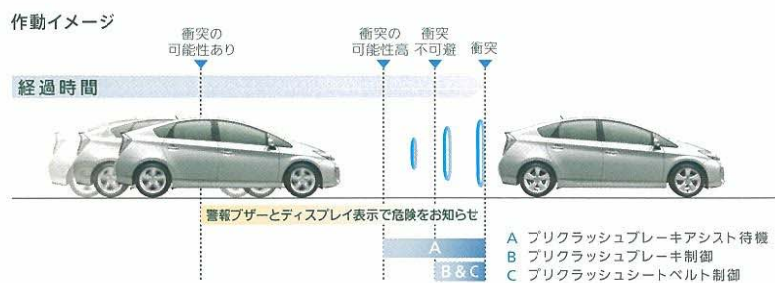 作動イメージ
衝突の
可能性あり
衝突の
可能性高
衝突
不可避
衝突
経過時間
警報ブザーとディスプレイ表示で危険をお知らせ
A
B&C
A プリクラッシュブレーキアシスト待機
B プリクラッシュブレーキ制御
C プリクラッシュシートベルト制御